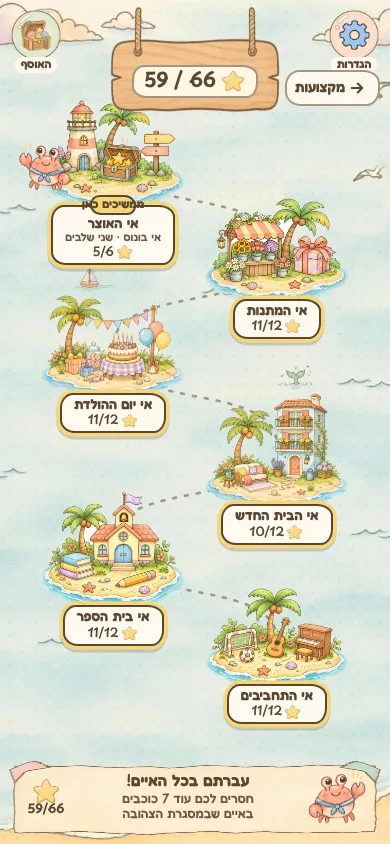 האוסף
59 / 66
הגדרות
מקצועות →
ממשיכים כאן
אי האוצר
אי בונוס · שני שלבים
5/6
אי המתנות
11/12
אי יום ההולדת
11/12
אי הבית החדש
10/12
אי בית הספר
11/12
אי התחביבים
11/12
עברתם בכל האיים!
חסרים לכם עוד 7 כוכבים
באיים שבמסגרת הצהובה
59/66